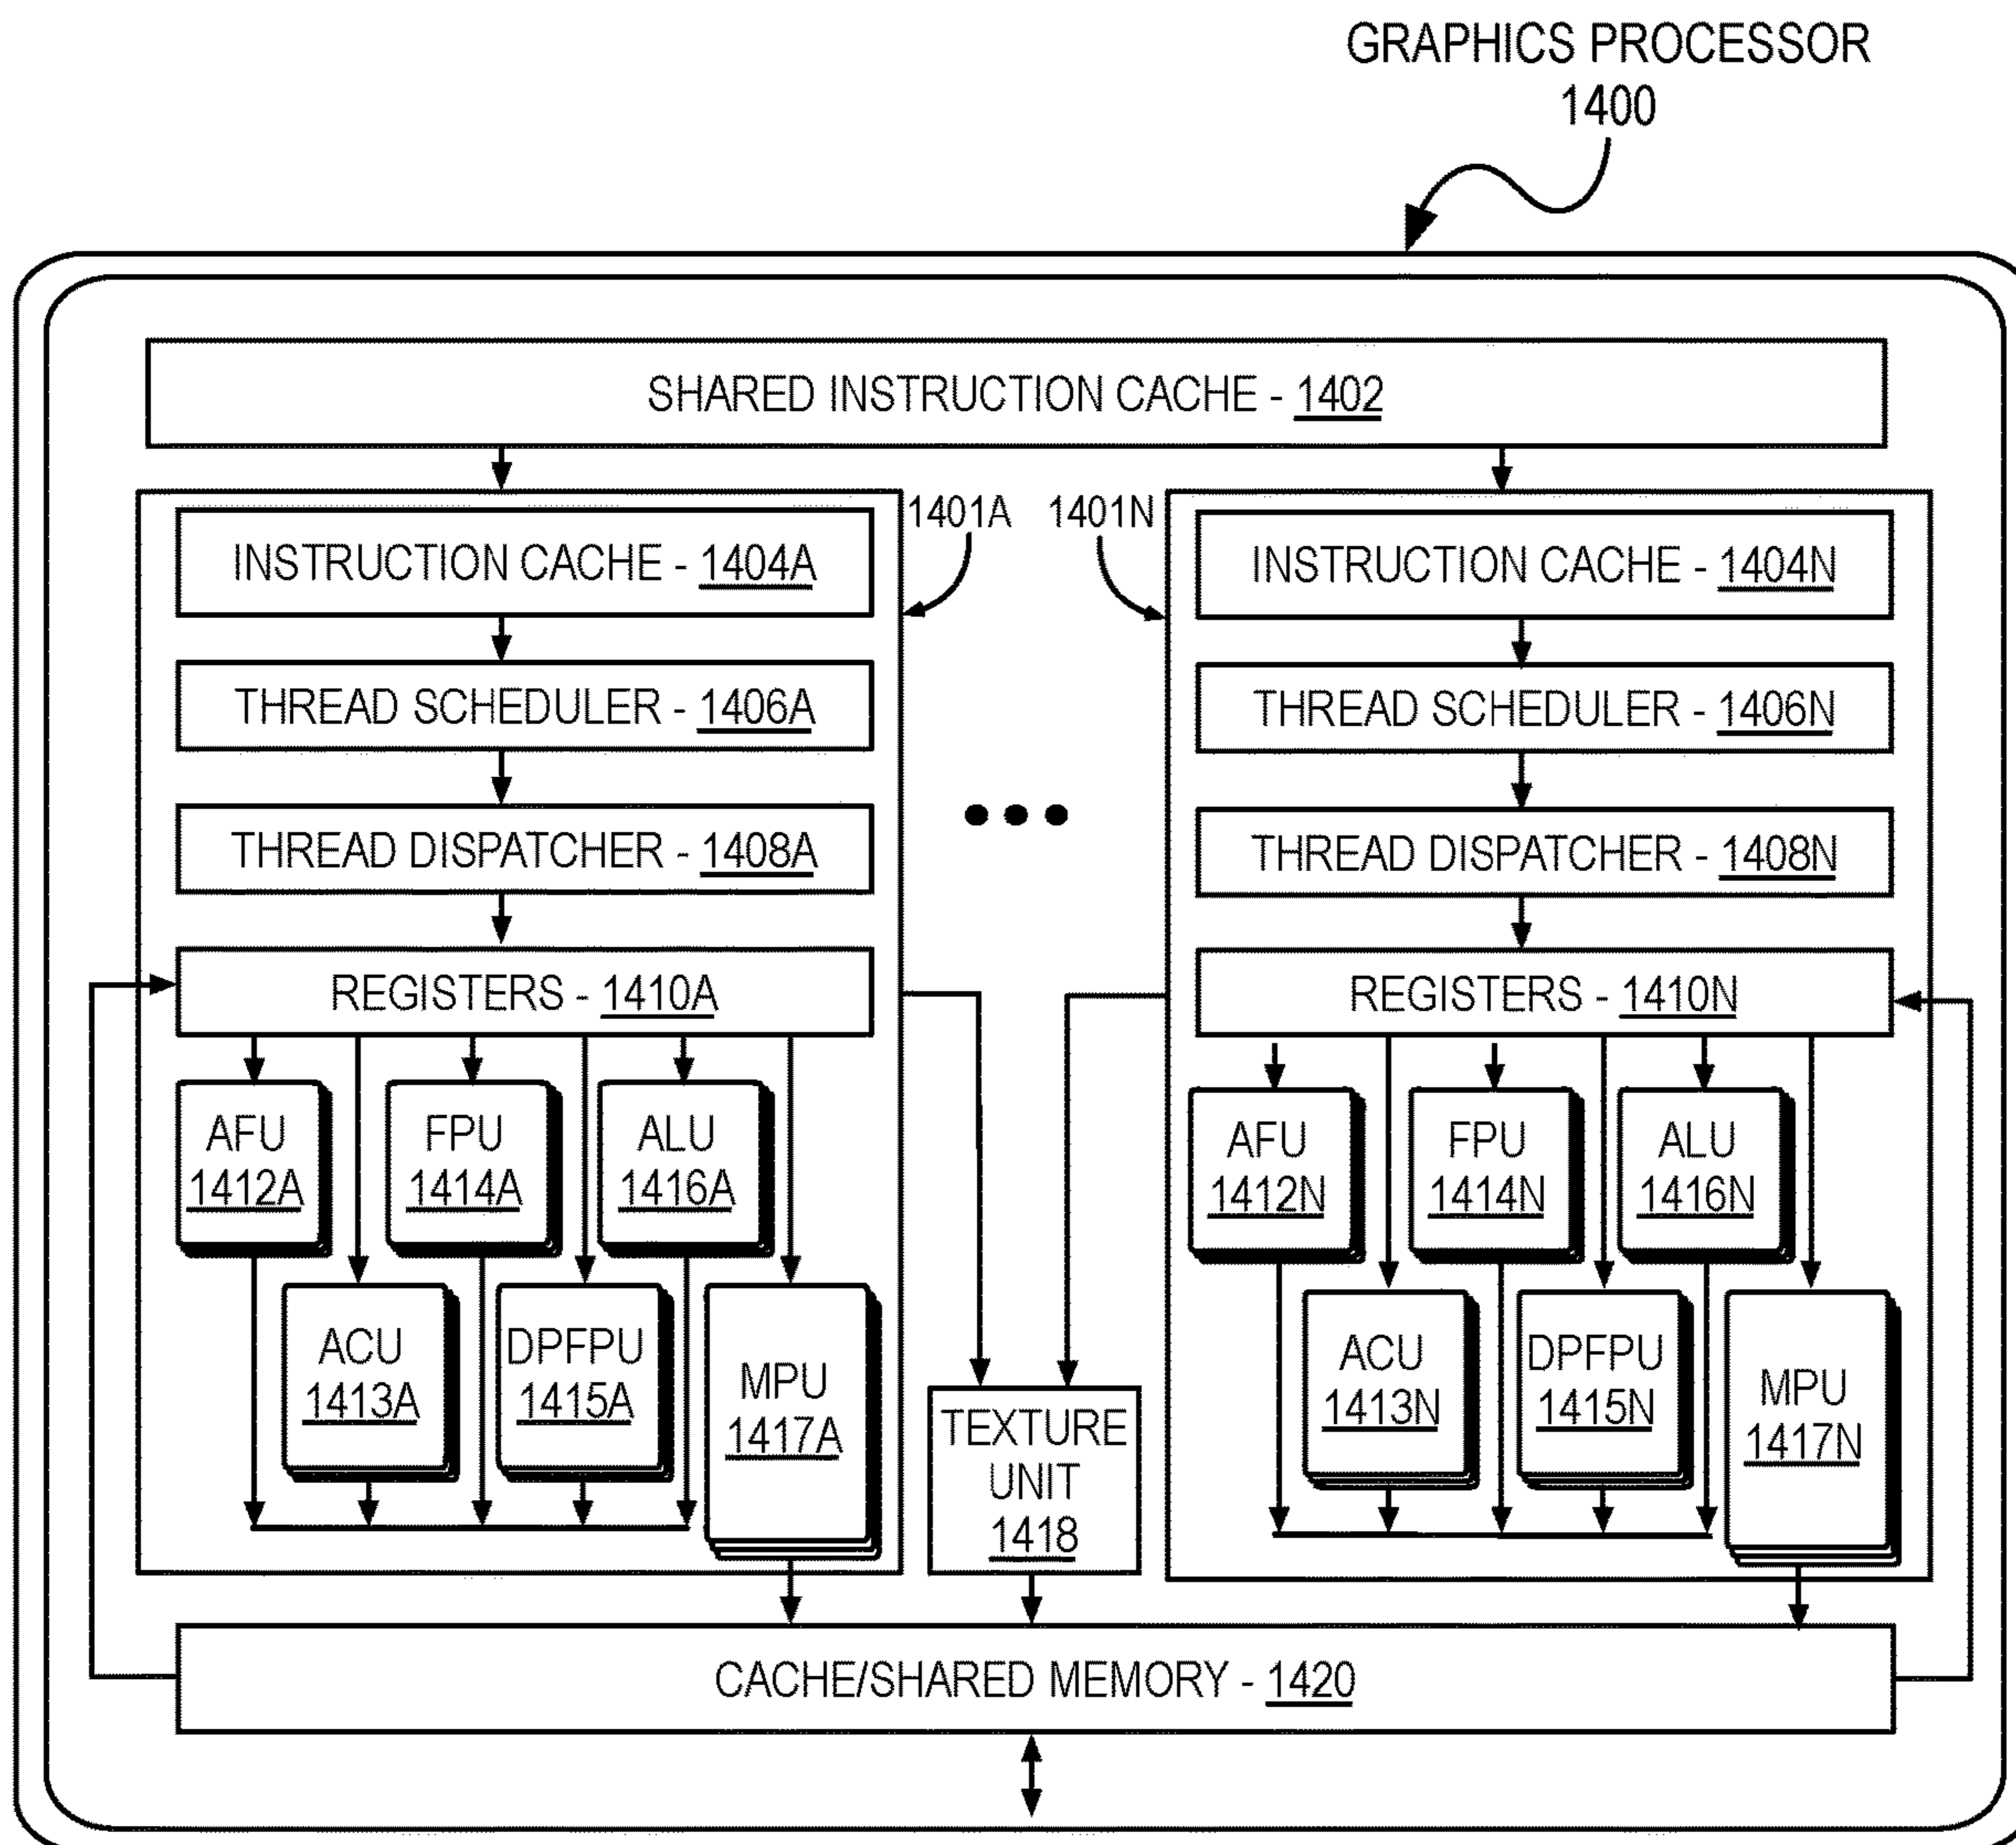 GRAPHICS PROCESSOR
1400
SHARED INSTRUCTION CACHE - 1402
1401A
1401N
INSTRUCTION CACHE - 1404A
THREAD SCHEDULER - 1406A
THREAD DISPATCHER - 1408A
REGISTERS - 1410A
AFU
1412A
FPU
1414A
ALU
1416A
ACU
1413A
DPFPU
1415A
MPU
1417A
INSTRUCTION CACHE - 1404N
THREAD SCHEDULER - 1406N
THREAD DISPATCHER - 1408N
REGISTERS - 1410N
AFU
1412N
FPU
1414N
ALU
1416N
ACU
1413N
DPFPU
1415N
MPU
1417N
TEXTURE
UNIT
1418
CACHE/SHARED MEMORY - 1420